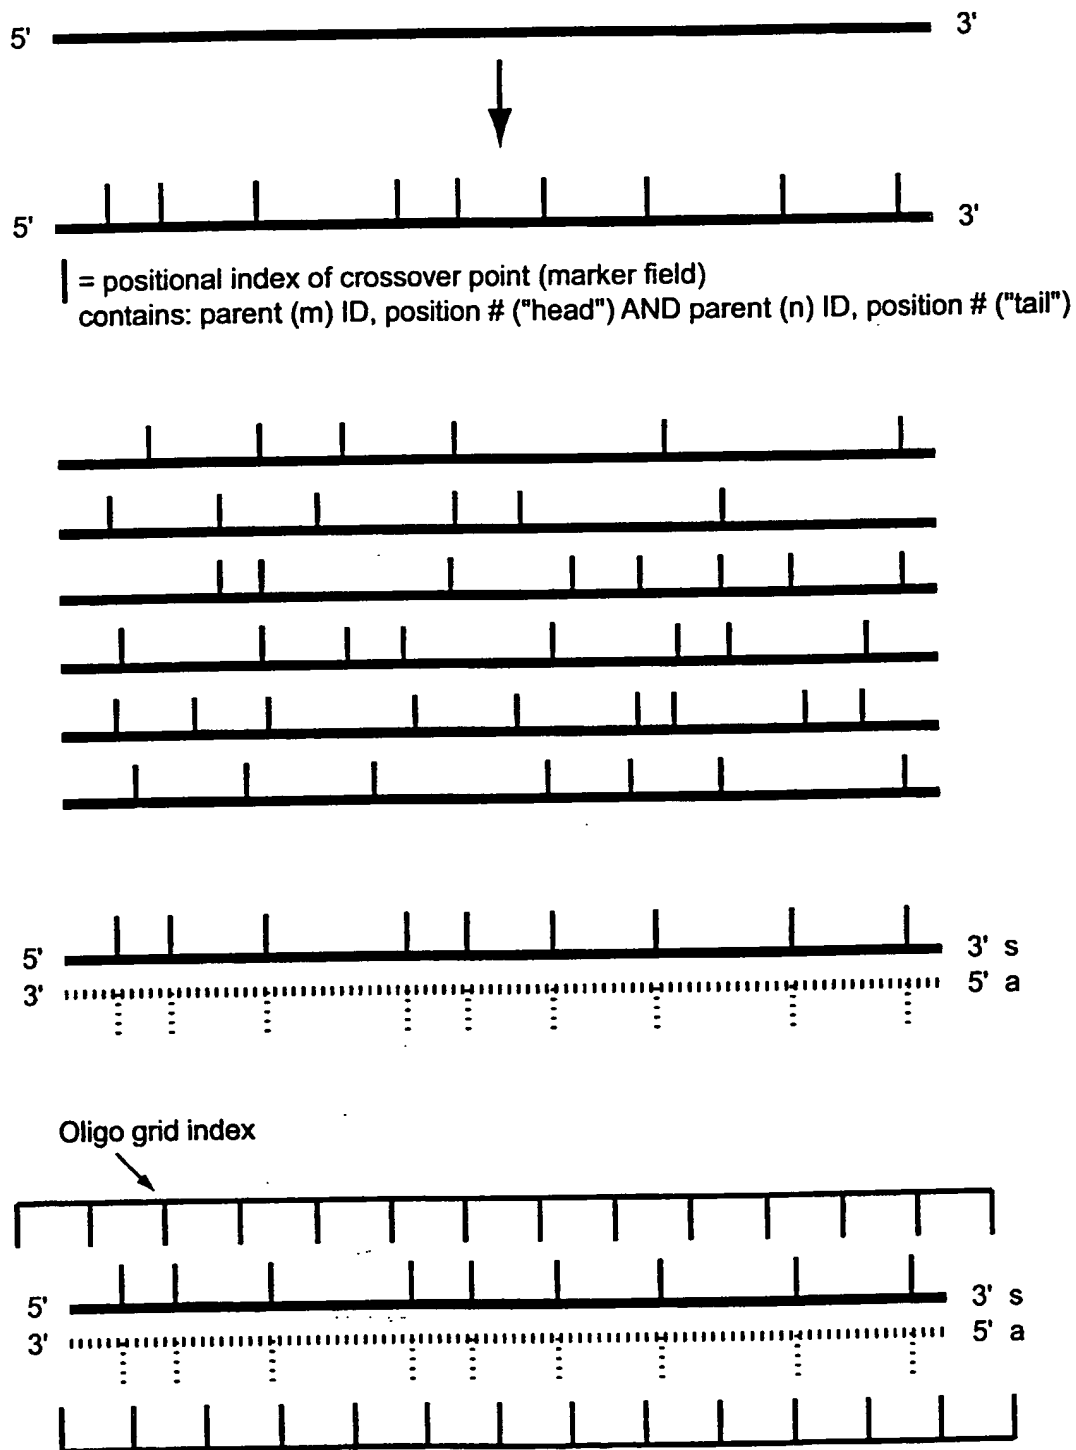 5' 3'
5' 3'
| = positional index of crossover point (marker field)
contains: parent (m) ID, position # ("head") AND parent (n) ID, position # ("tail")
5' 3' s
3' 5' a
Oligo grid index
5' 3' s
3' 5' a